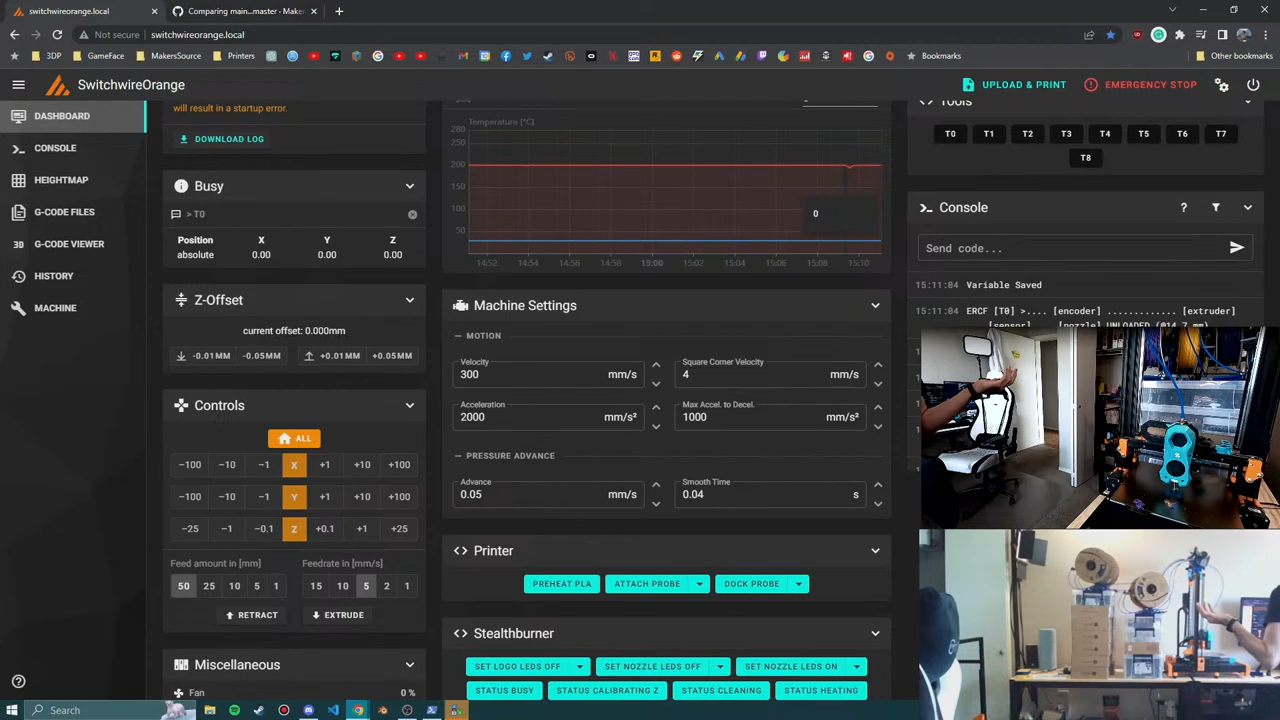 switchwireorange.local
Comparing main...master - Make
Not secure
switchwireorange.local
3DP
GameFace
MakersSource
Printers
Bookmarks
Other bookmarks
SwitchwireOrange
UPLOAD & PRINT
EMERGENCY STOP
DASHBOARD
CONSOLE
HEIGHTMAP
G-CODE FILES
G-CODE VIEWER
HISTORY
MACHINE
will result in a startup error.
DOWNLOAD LOG
Busy
> T0
Position X Y Z
absolute 0.00 0.00 0.00
Z-Offset
current offset: 0.000mm
-0.01MM -0.05MM +0.01MM +0.05MM
Controls
ALL
−100 −10 −1 X +1 +10 +100
−100 −10 −1 Y +1 +10 +100
−25 −1 −0.1 Z +0.1 +1 +25
Feed amount in [mm] Feedrate in [mm/s]
50 25 10 5 1 15 10 5 2 1
RETRACT EXTRUDE
Miscellaneous
Fan 0 %
Temperature [°C]
280
250
200
150
100
50
0
14:52 14:54 14:56 14:58 15:00 15:02 15:04 15:06 15:08 15:10
Machine Settings
MOTION
Velocity Square Corner Velocity
300 mm/s 4 mm/s
Acceleration Max Accel. to Decel.
2000 mm/s² 1000 mm/s²
PRESSURE ADVANCE
Advance Smooth Time
0.05 mm/s 0.04 s
Printer
PREHEAT PLA ATTACH PROBE DOCK PROBE
Stealthburner
SET LOGO LEDS OFF SET NOZZLE LEDS OFF SET NOZZLE LEDS ON
STATUS BUSY STATUS CALIBRATING Z STATUS CLEANING STATUS HEATING
Tools
T0 T1 T2 T3 T4 T5 T6 T7
T8
Console
Send code...
15:11:04 Variable Saved
15:11:04 ERCF [T0] >.... [encoder] ............. [extruder]
[sensor] [nozzle] UNLOADED (@14.7 mm)
Search